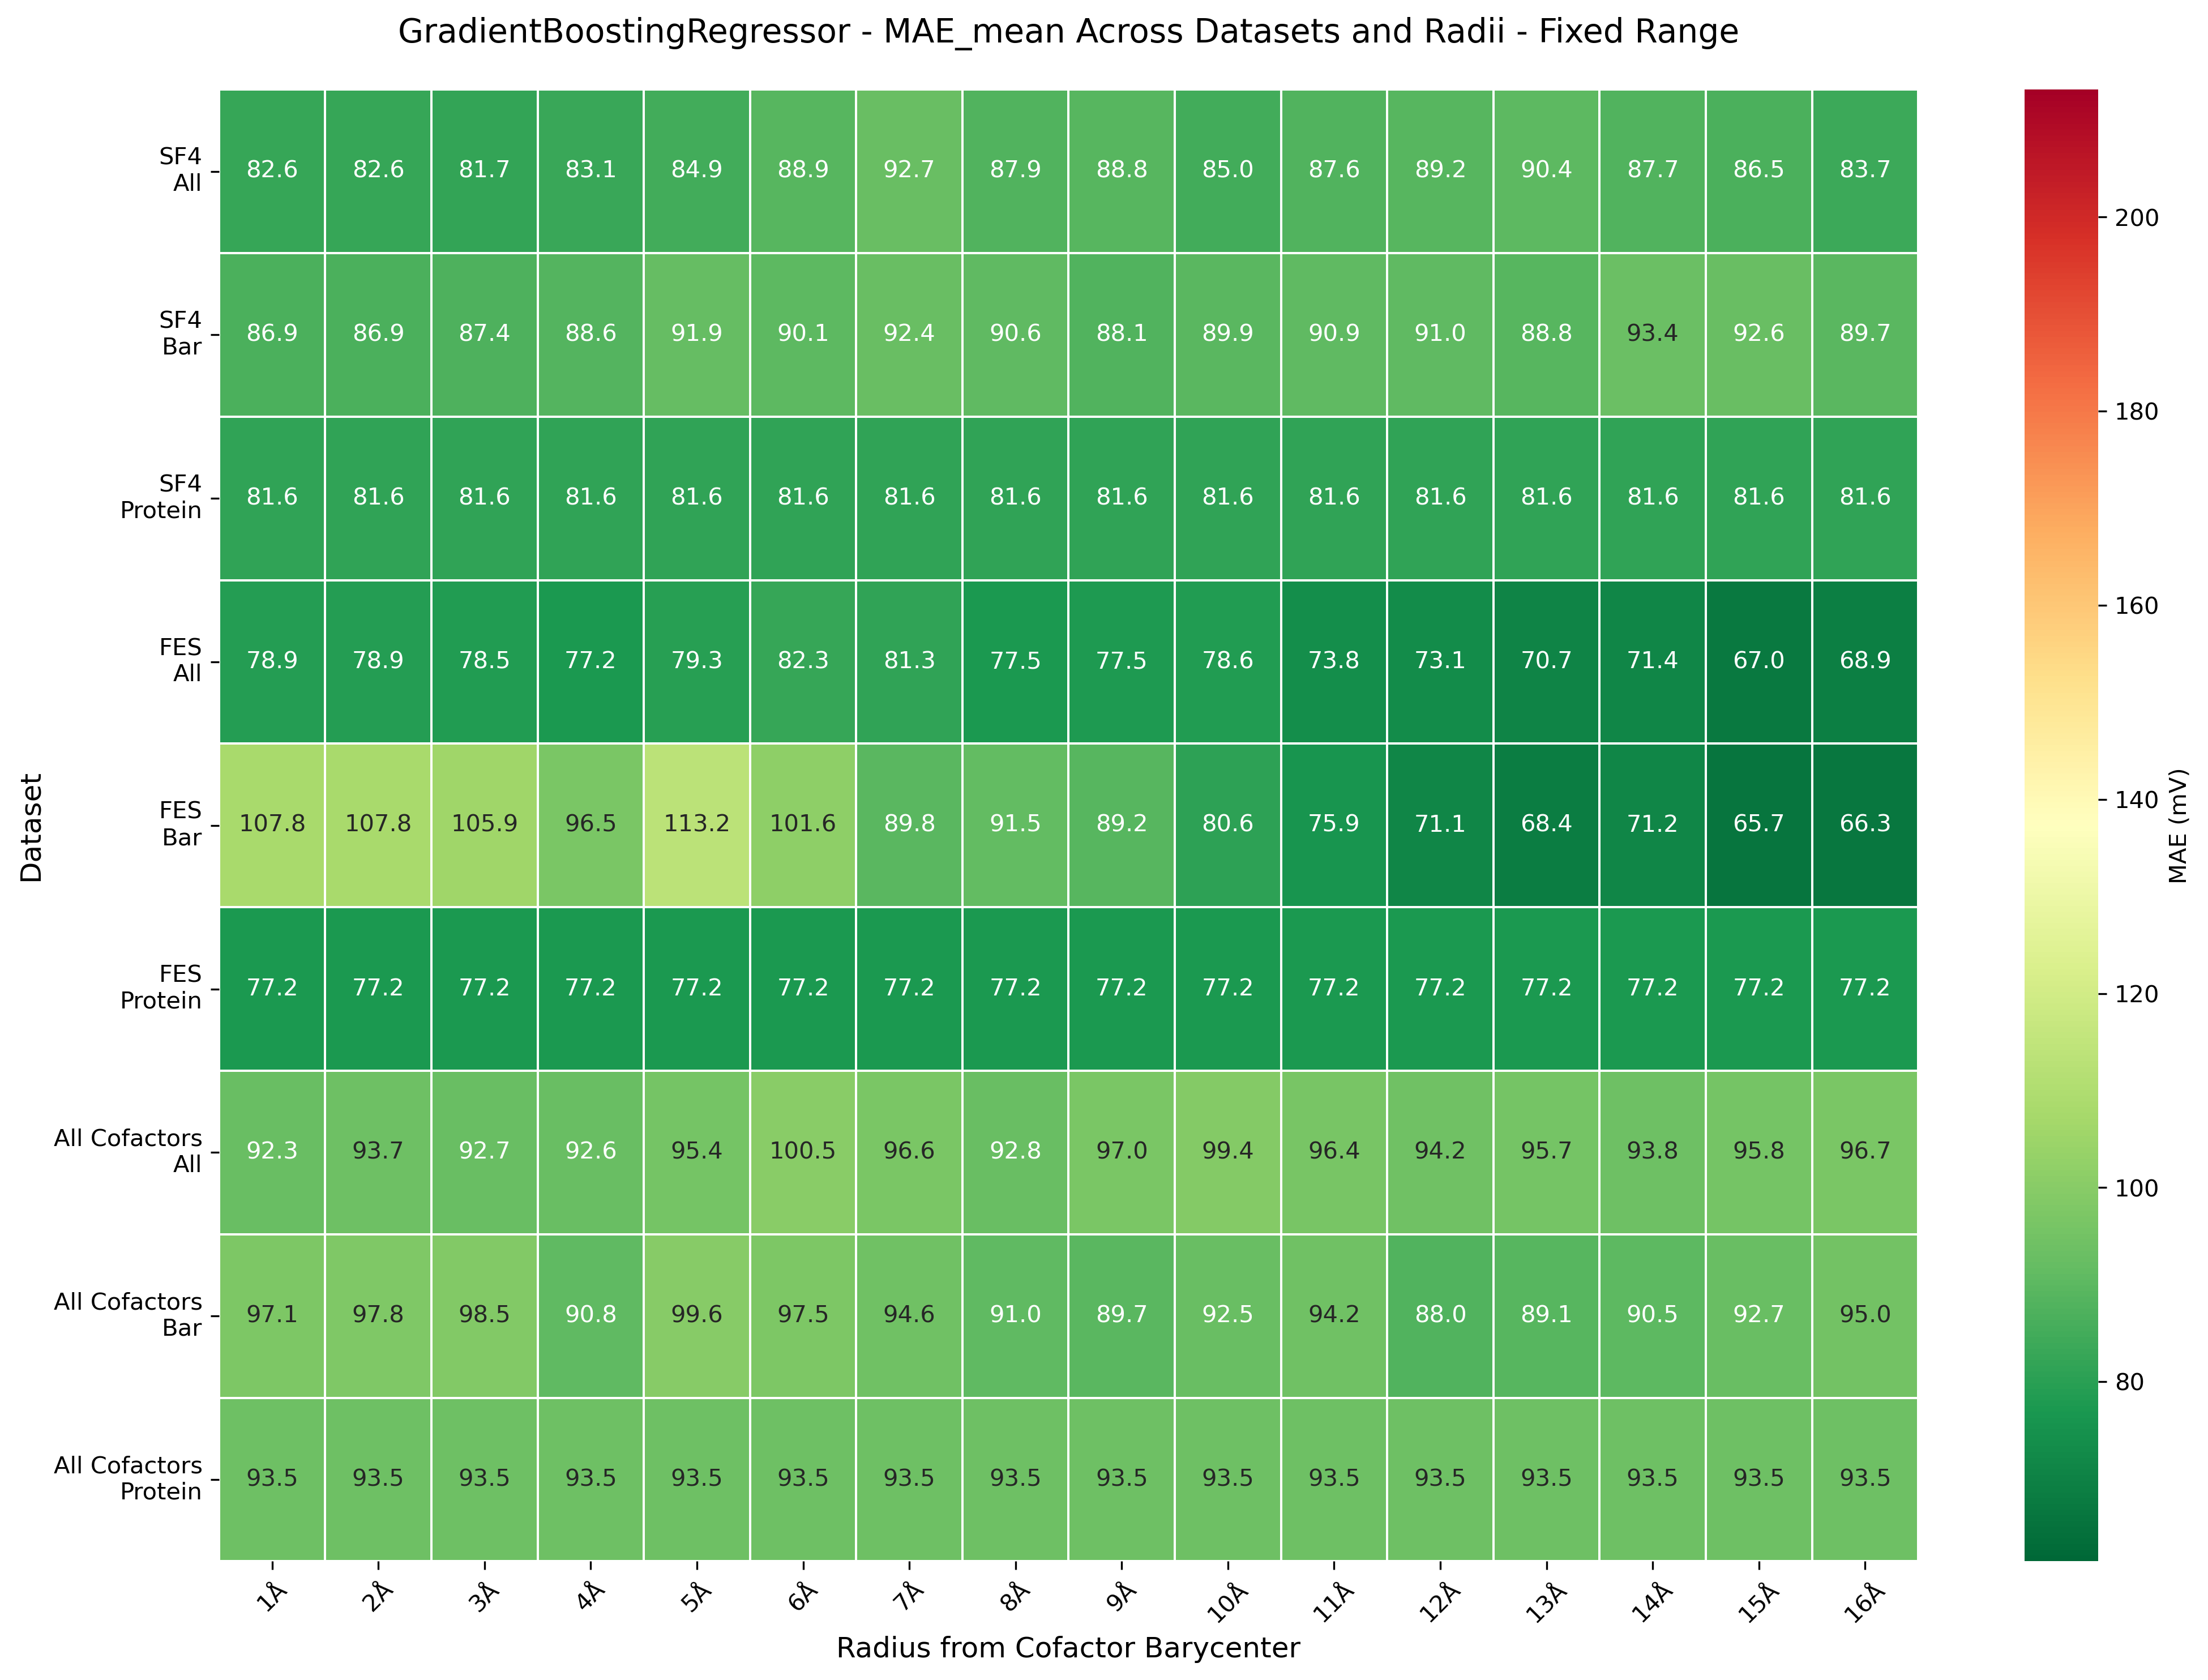 GradientBoostingRegressor - MAE_mean Across Datasets and Radii - Fixed Range
Dataset
SF4
All
82.6 82.6 81.7 83.1 84.9 88.9 92.7 87.9 88.8 85.0 87.6 89.2 90.4 87.7 86.5 83.7
SF4
Bar
86.9 86.9 87.4 88.6 91.9 90.1 92.4 90.6 88.1 89.9 90.9 91.0 88.8 93.4 92.6 89.7
SF4
Protein
81.6 81.6 81.6 81.6 81.6 81.6 81.6 81.6 81.6 81.6 81.6 81.6 81.6 81.6 81.6 81.6
FES
All
78.9 78.9 78.5 77.2 79.3 82.3 81.3 77.5 77.5 78.6 73.8 73.1 70.7 71.4 67.0 68.9
FES
Bar
107.8 107.8 105.9 96.5 113.2 101.6 89.8 91.5 89.2 80.6 75.9 71.1 68.4 71.2 65.7 66.3
FES
Protein
77.2 77.2 77.2 77.2 77.2 77.2 77.2 77.2 77.2 77.2 77.2 77.2 77.2 77.2 77.2 77.2
All Cofactors
All
92.3 93.7 92.7 92.6 95.4 100.5 96.6 92.8 97.0 99.4 96.4 94.2 95.7 93.8 95.8 96.7
All Cofactors
Bar
97.1 97.8 98.5 90.8 99.6 97.5 94.6 91.0 89.7 92.5 94.2 88.0 89.1 90.5 92.7 95.0
All Cofactors
Protein
93.5 93.5 93.5 93.5 93.5 93.5 93.5 93.5 93.5 93.5 93.5 93.5 93.5 93.5 93.5 93.5
1Å 2Å 3Å 4Å 5Å 6Å 7Å 8Å 9Å 10Å 11Å 12Å 13Å 14Å 15Å 16Å
Radius from Cofactor Barycenter
200
180
160
140
120
100
80
MAE (mV)